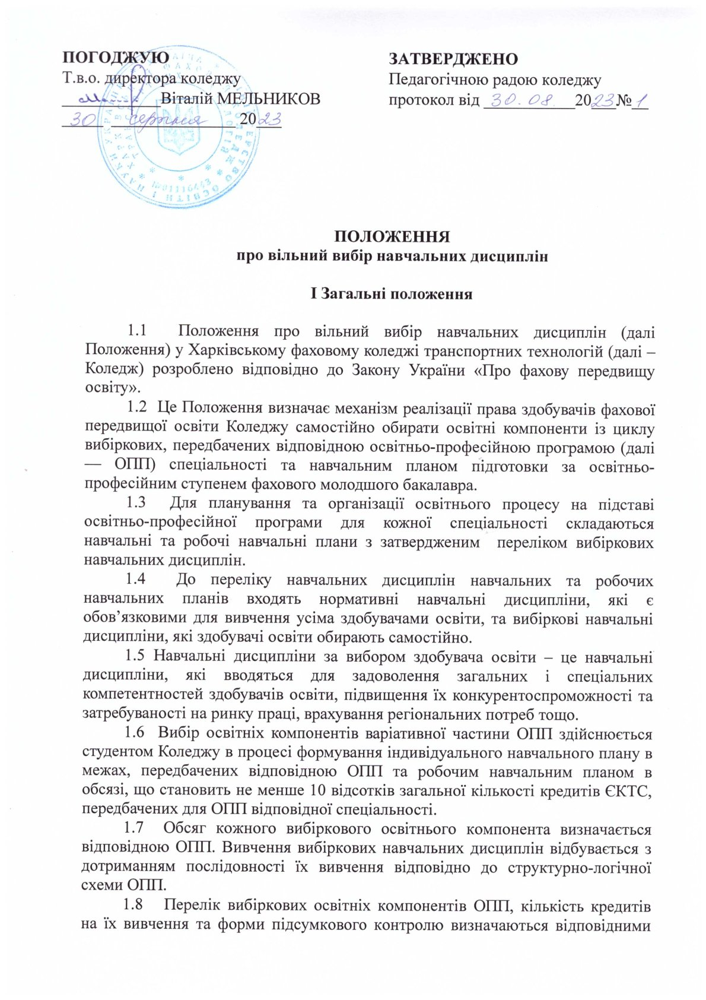 ПОГОДЖУЮ
Т.в.о. директора коледжу
____________Віталій МЕЛЬНИКОВ
30 серпня 2023
ЗАТВЕРДЖЕНО
Педагогічною радою коледжу
протокол від 30.08. 2023 № 1
ПОЛОЖЕННЯ
про вільний вибір навчальних дисциплін
І Загальні положення
1.1 Положення про вільний вибір навчальних дисциплін (далі
Положення) у Харківському фаховому коледжі транспортних технологій (далі –
Коледж) розроблено відповідно до Закону України «Про фахову передвищу
освіту».
1.2 Це Положення визначає механізм реалізації права здобувачів фахової
передвищої освіти Коледжу самостійно обирати освітні компоненти із циклу
вибіркових, передбачених відповідною освітньо-професійною програмою (далі
— ОПП) спеціальності та навчальним планом підготовки за освітньо-
професійним ступенем фахового молодшого бакалавра.
1.3 Для планування та організації освітнього процесу на підставі
освітньо-професійної програми для кожної спеціальності складаються
навчальні та робочі навчальні плани з затвердженим переліком вибіркових
навчальних дисциплін.
1.4 До переліку навчальних дисциплін навчальних та робочих
навчальних планів входять нормативні навчальні дисципліни, які є
обов’язковими для вивчення усіма здобувачами освіти, та вибіркові навчальні
дисципліни, які здобувачі освіти обирають самостійно.
1.5 Навчальні дисципліни за вибором здобувача освіти – це навчальні
дисципліни, які вводяться для задоволення загальних і спеціальних
компетентностей здобувачів освіти, підвищення їх конкурентоспроможності та
затребуваності на ринку праці, врахування регіональних потреб тощо.
1.6 Вибір освітніх компонентів варіативної частини ОПП здійснюється
студентом Коледжу в процесі формування індивідуального навчального плану в
межах, передбачених відповідною ОПП та робочим навчальним планом в
обсязі, що становить не менше 10 відсотків загальної кількості кредитів ЄКТС,
передбачених для ОПП відповідної спеціальності.
1.7 Обсяг кожного вибіркового освітнього компонента визначається
відповідною ОПП. Вивчення вибіркових навчальних дисциплін відбувається з
дотриманням послідовності їх вивчення відповідно до структурно-логічної
схеми ОПП.
1.8 Перелік вибіркових освітніх компонентів ОПП, кількість кредитів
на їх вивчення та форми підсумкового контролю визначаються відповідними